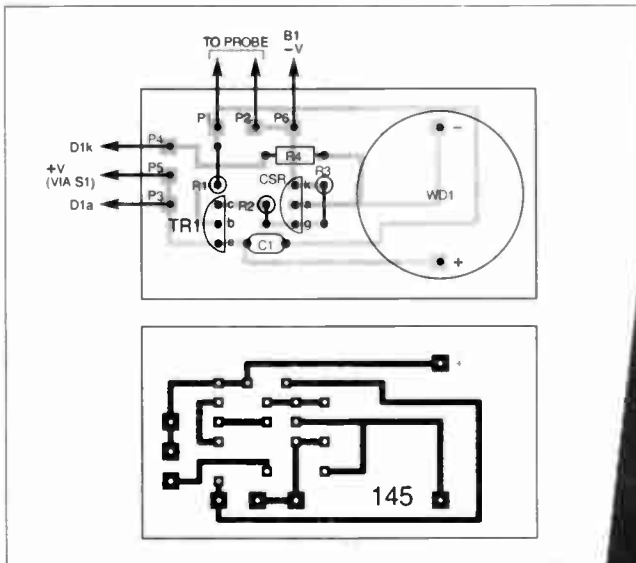 TO PROBE
B1
−V
P1
P2
P6
D1k
P4
R4
+V
(VIA S1)
P5
CSR
R3
k
−
R1
D1a
P3
c
R2
a
WD1
TR1
b
g
e
C1
+
+
145